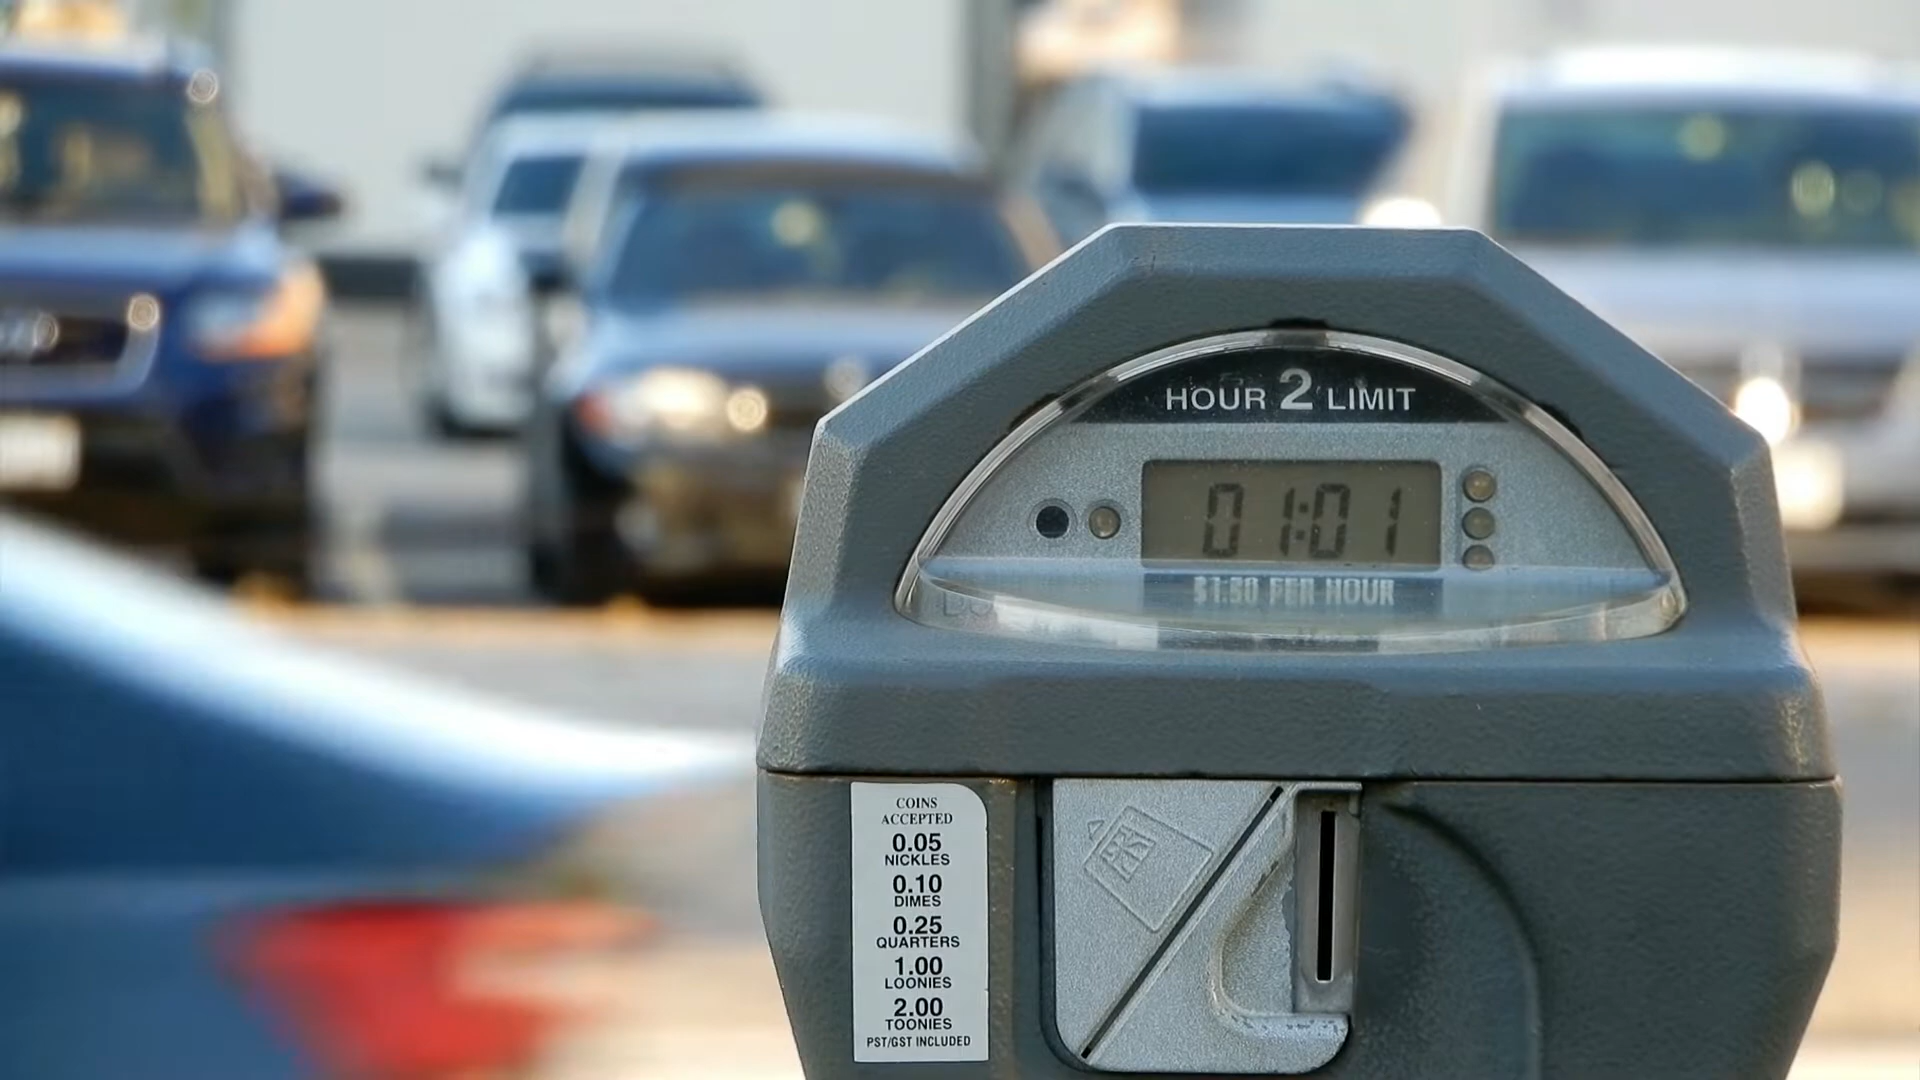 HOUR 2 LIMIT
01:01
$1.50 PER HOUR
COINS
ACCEPTED
0.05
NICKLES
0.10
DIMES
0.25
QUARTERS
1.00
LOONIES
2.00
TOONIES
PST/GST INCLUDED